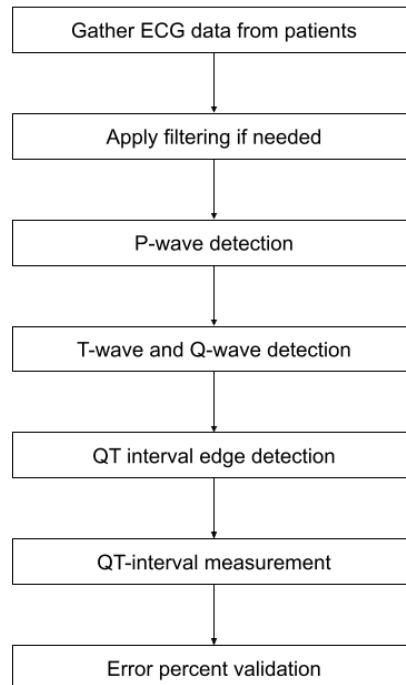 Gather ECG data from patients
Apply filtering if needed
P-wave detection
T-wave and Q-wave detection
QT interval edge detection
QT-interval measurement
Error percent validation